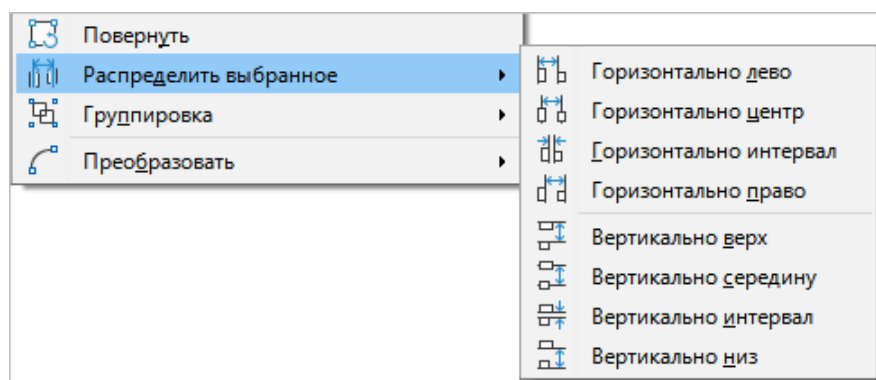 Повернуть
Распределить выбранное
Группировка
Преобразовать
Горизонтально лево
Горизонтально центр
Горизонтально интервал
Горизонтально право
Вертикально верх
Вертикально середину
Вертикально интервал
Вертикально низ